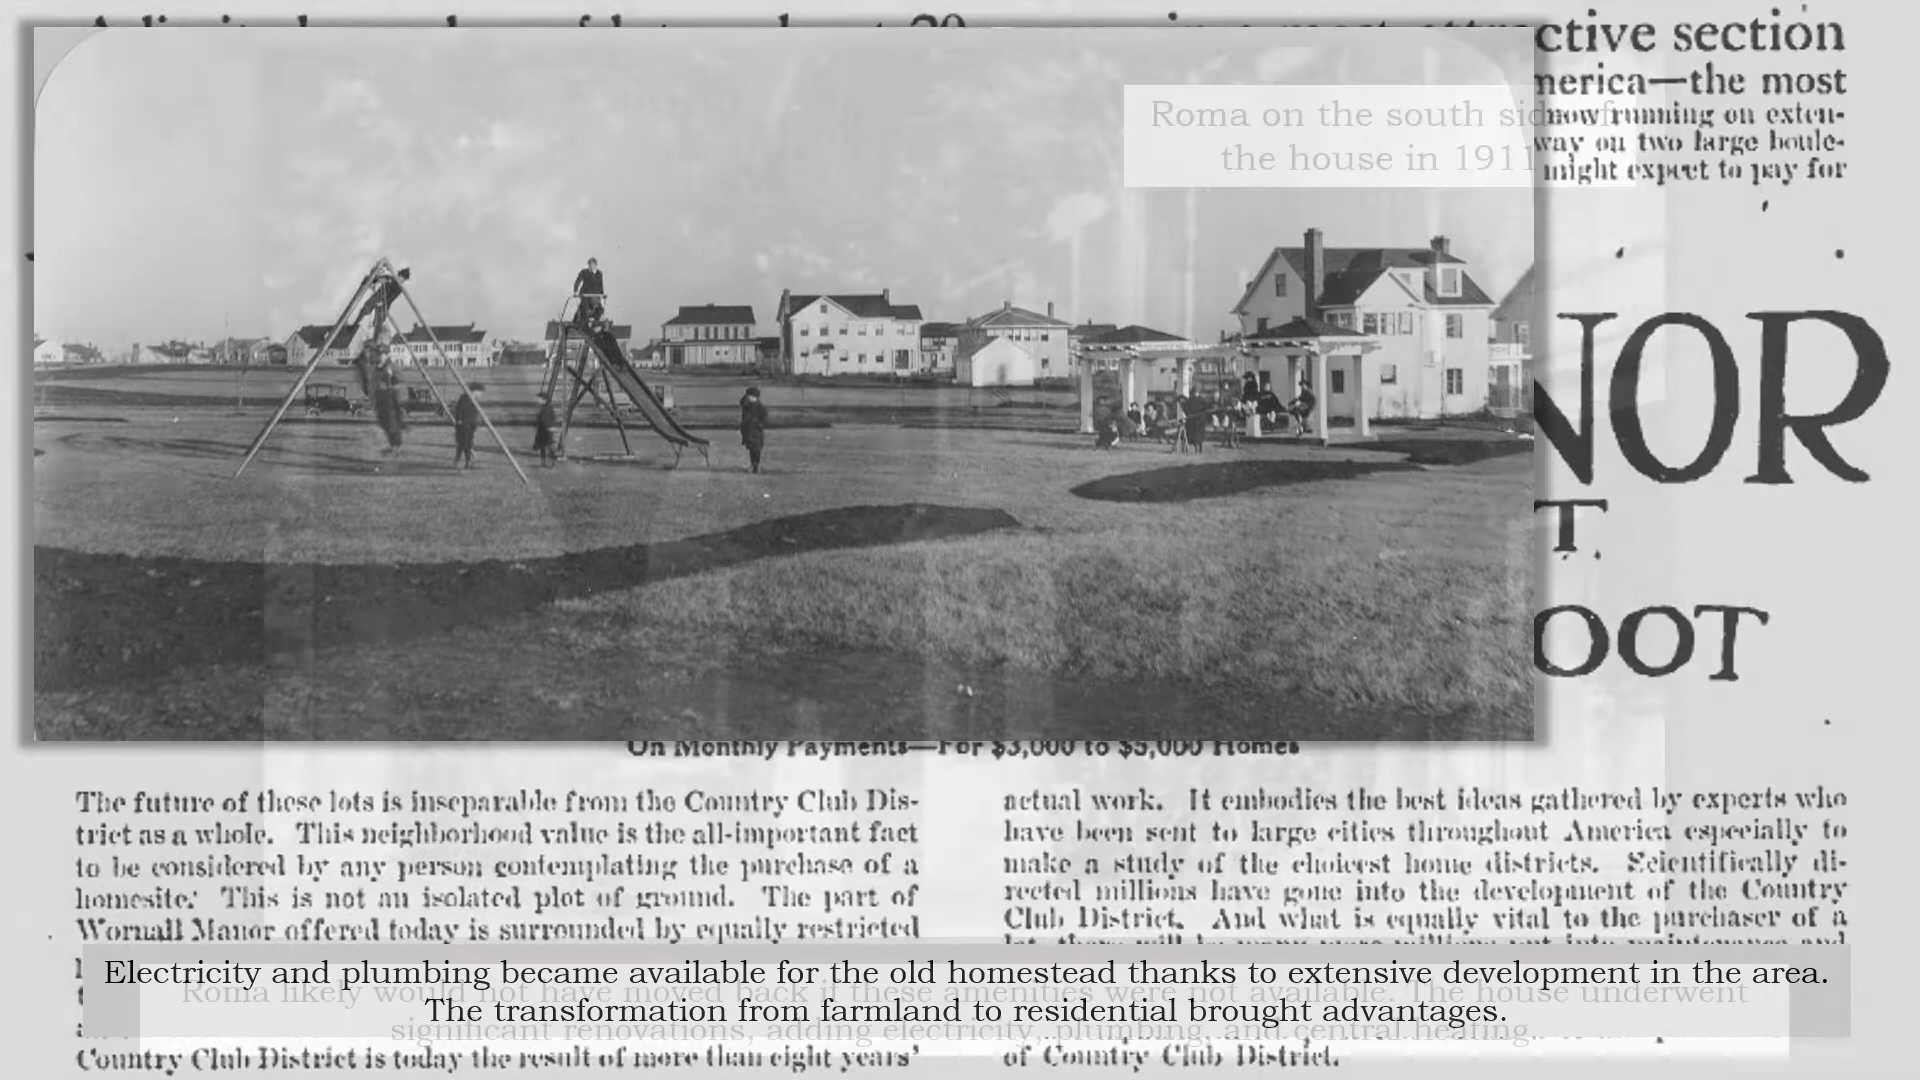 ctive section
merica—the most
now running on exten-
way on two large boule-
might expect to pay for
Roma on the south side of
the house in 1911
NOR
T
OOT
On Monthly Payments—For $3,000 to $5,000 Homes
The future of these lots is inseparable from the Country Club Dis-
trict as a whole. This neighborhood value is the all-important fact
to be considered by any person contemplating the purchase of a
homesite: This is not an isolated plot of ground. The part of
Wornall Manor offered today is surrounded by equally restricted
Country Club District is today the result of more than eight years'
actual work. It embodies the best ideas gathered by experts who
have been sent to large cities throughout America especially to
make a study of the choicest home districts. Scientifically di-
rected millions have gone into the development of the Country
Club District. And what is equally vital to the purchaser of a
of Country Club District.
Electricity and plumbing became available for the old homestead thanks to extensive development in the area.
The transformation from farmland to residential brought advantages.
Roma likely would not have moved back if these amenities were not available. The house underwent
significant renovations, adding electricity, plumbing, and central heating.